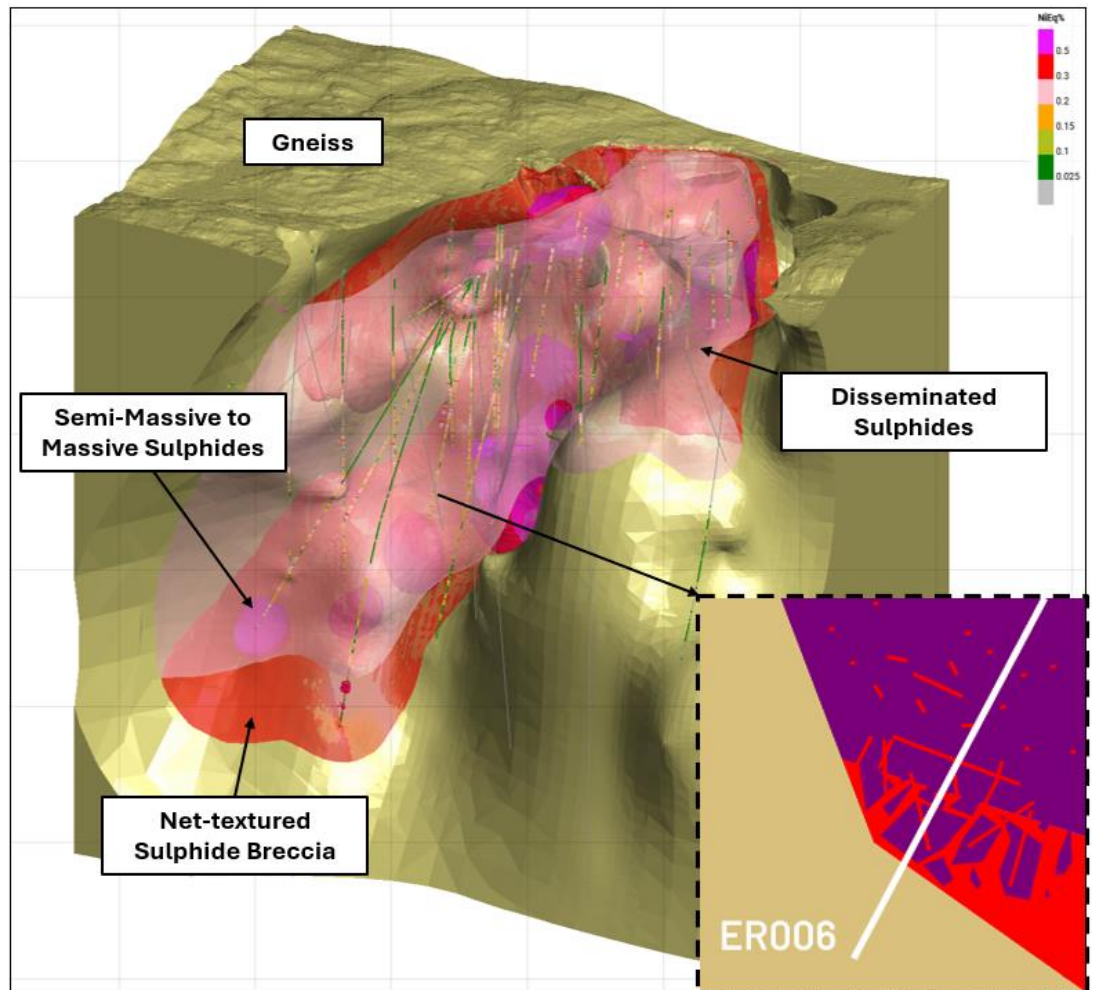 NiEq%
0.5
0.3
0.2
0.15
0.1
0.025
Gneiss
Semi-Massive to
Massive Sulphides
Disseminated
Sulphides
Net-textured
Sulphide Breccia
ER006